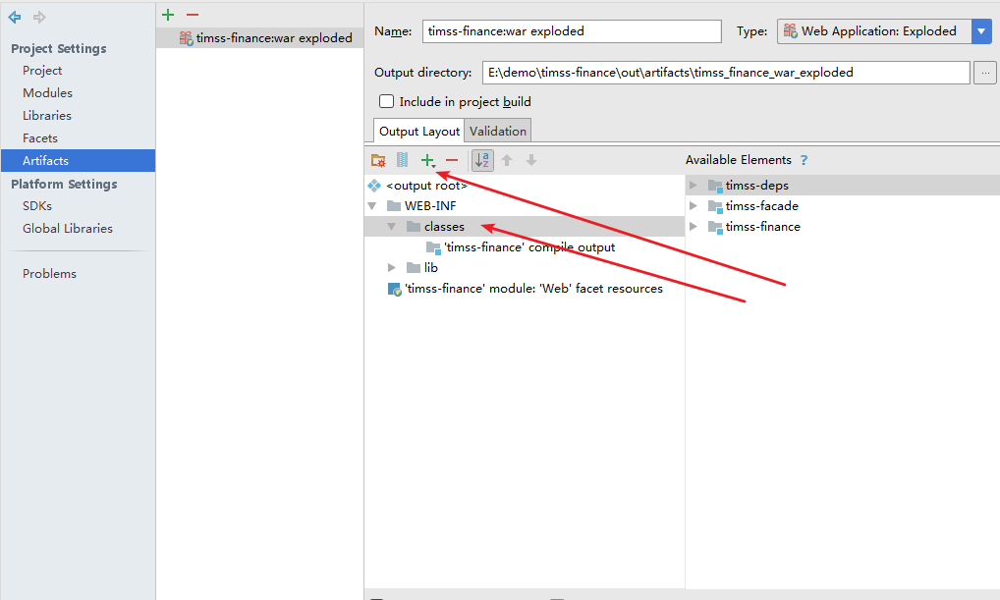 Project Settings
Project
Modules
Libraries
Facets
Artifacts
Platform Settings
SDKs
Global Libraries
Problems
timss-finance:war exploded
Name: timss-finance:war exploded Type: Web Application: Exploded
Output directory: E:\demo\timss-finance\out\artifacts\timss_finance_war_exploded ...
Include in project build
Output Layout Validation
a z Available Elements ?
<output root>
WEB-INF
classes
'timss-finance' compile output
lib
'timss-finance' module: 'Web' facet resources
timss-deps
timss-facade
timss-finance